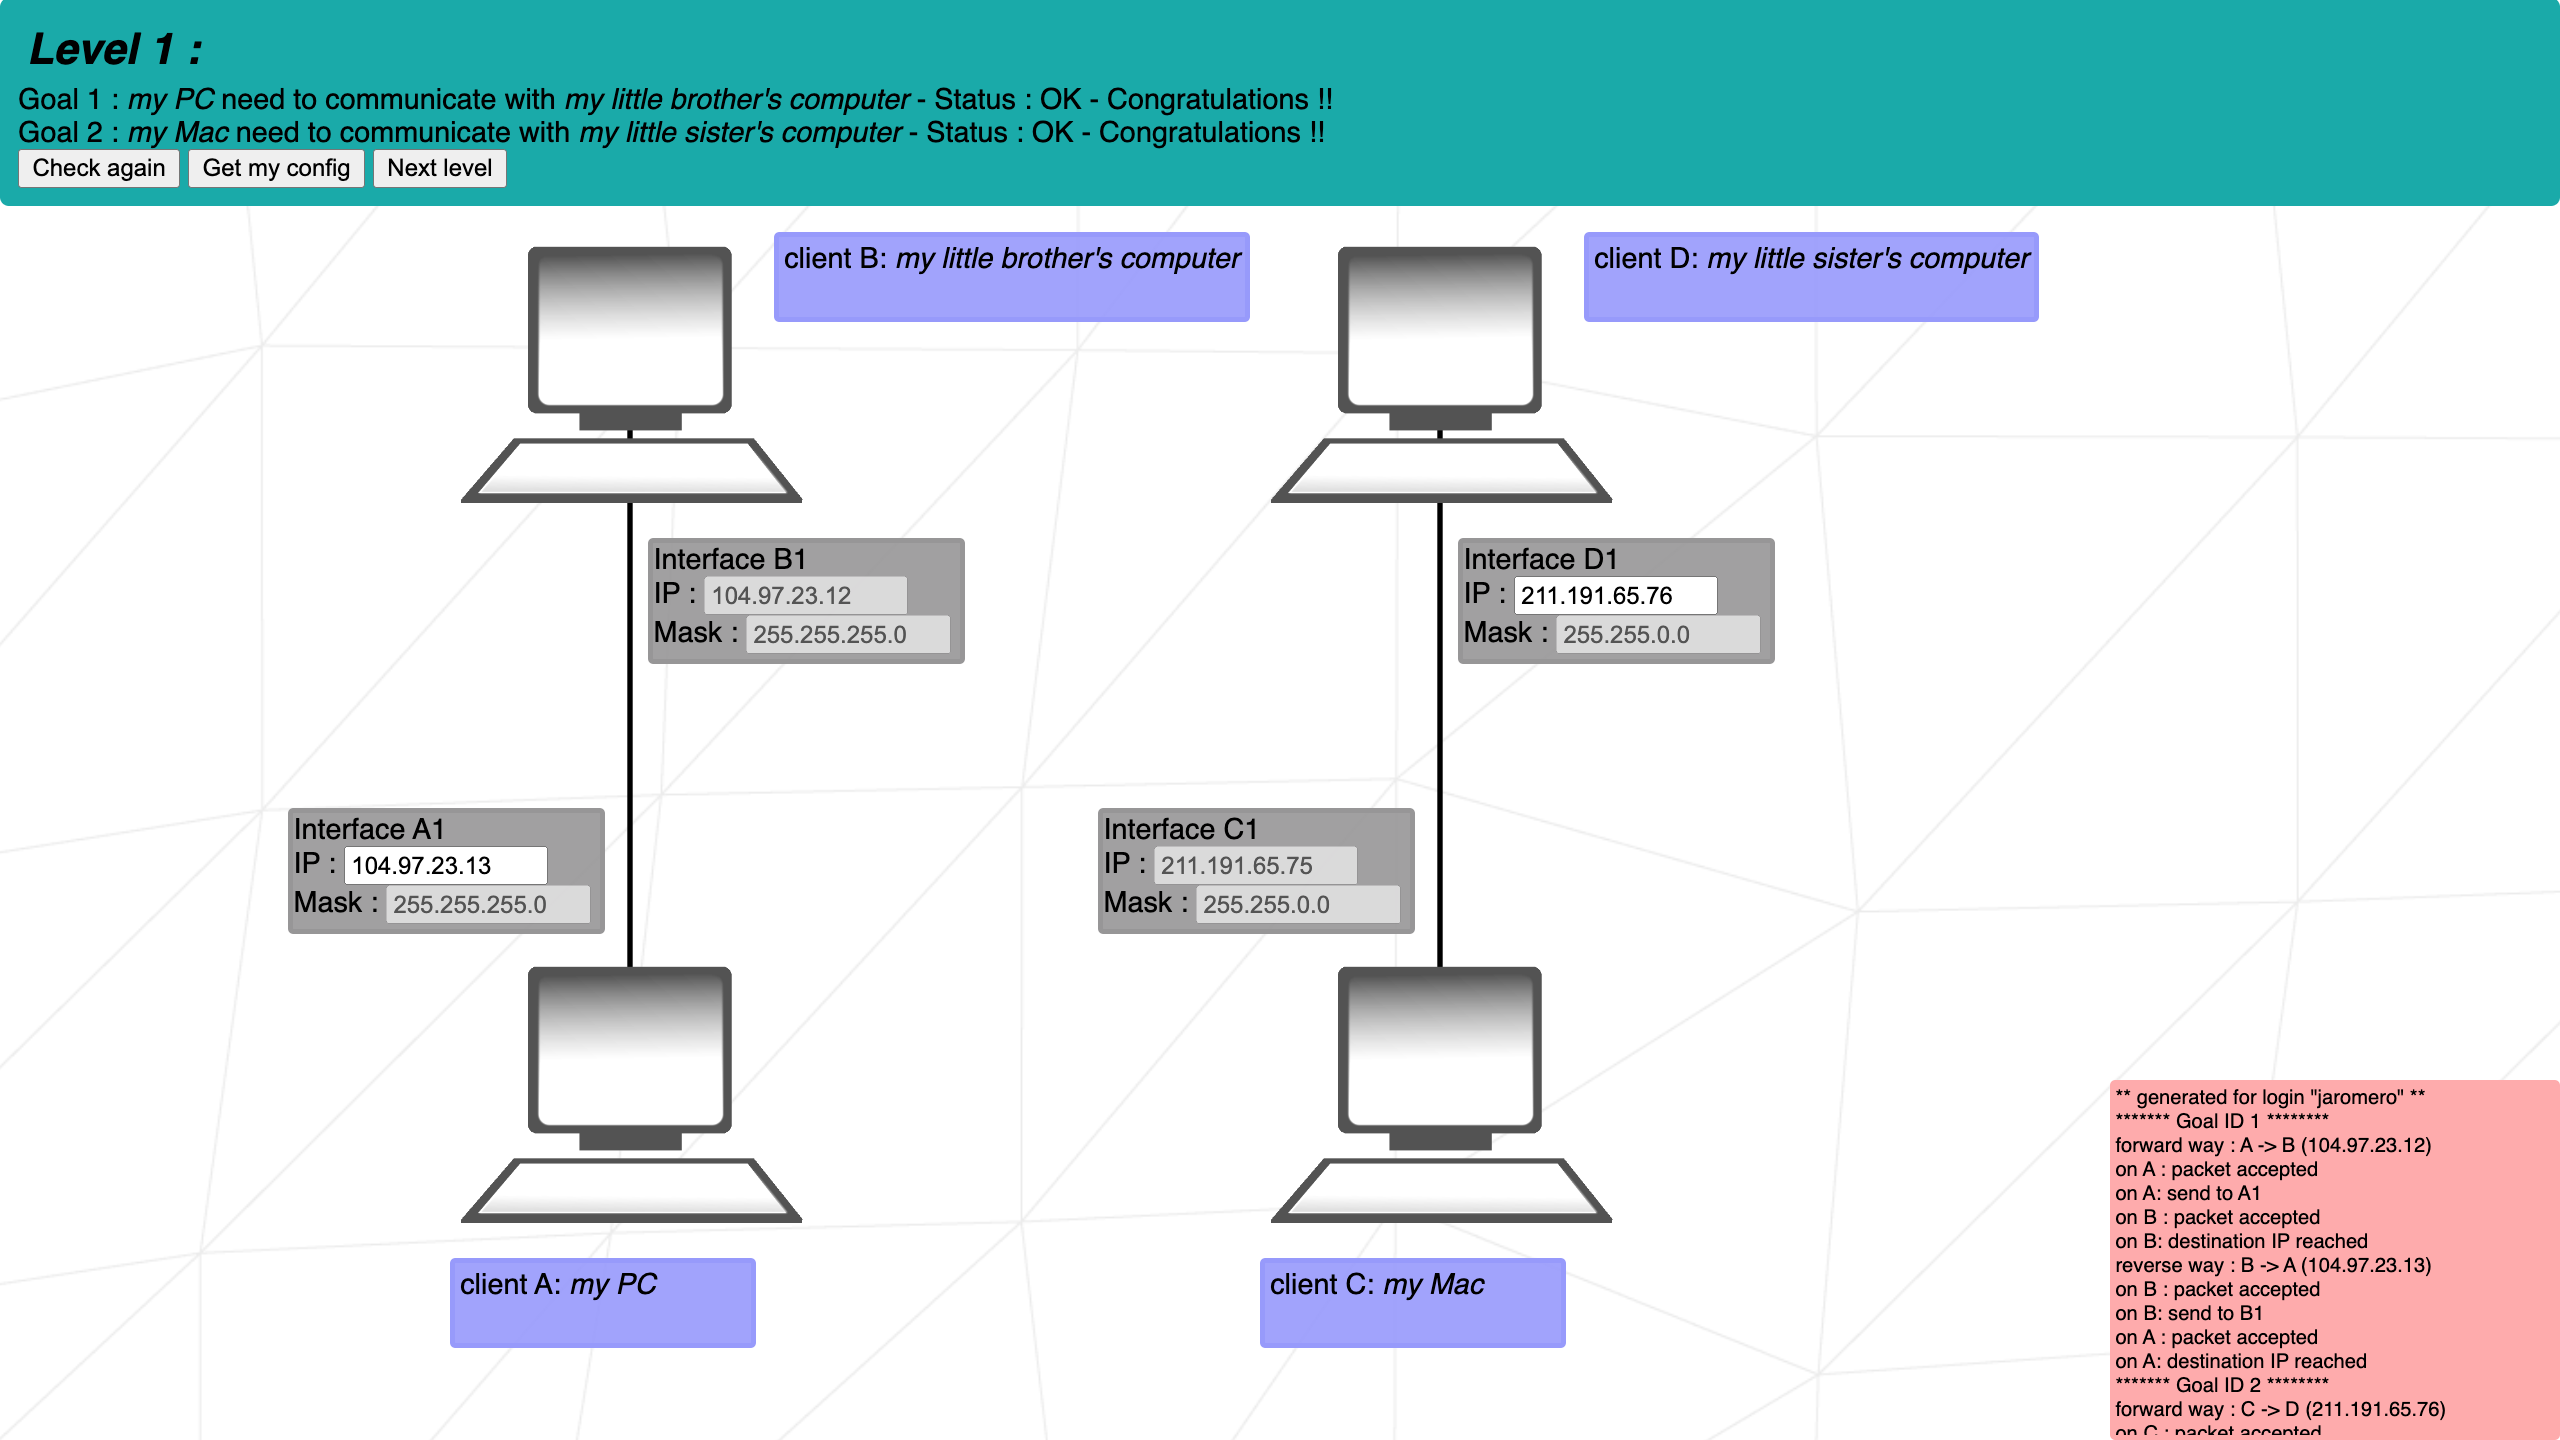 Level 1 :
Goal 1 : my PC need to communicate with my little brother's computer - Status : OK - Congratulations !!
Goal 2 : my Mac need to communicate with my little sister's computer - Status : OK - Congratulations !!
Check again Get my config Next level
client B: my little brother's computer
client D: my little sister's computer
Interface B1
IP : 104.97.23.12
Mask : 255.255.255.0
Interface D1
IP : 211.191.65.76
Mask : 255.255.0.0
Interface A1
IP : 104.97.23.13
Mask : 255.255.255.0
Interface C1
IP : 211.191.65.75
Mask : 255.255.0.0
client A: my PC
client C: my Mac
** generated for login "jaromero" **
******* Goal ID 1 ********
forward way : A -> B (104.97.23.12)
on A : packet accepted
on A: send to A1
on B : packet accepted
on B: destination IP reached
reverse way : B -> A (104.97.23.13)
on B : packet accepted
on B: send to B1
on A : packet accepted
on A: destination IP reached
******* Goal ID 2 ********
forward way : C -> D (211.191.65.76)
on C : packet accepted